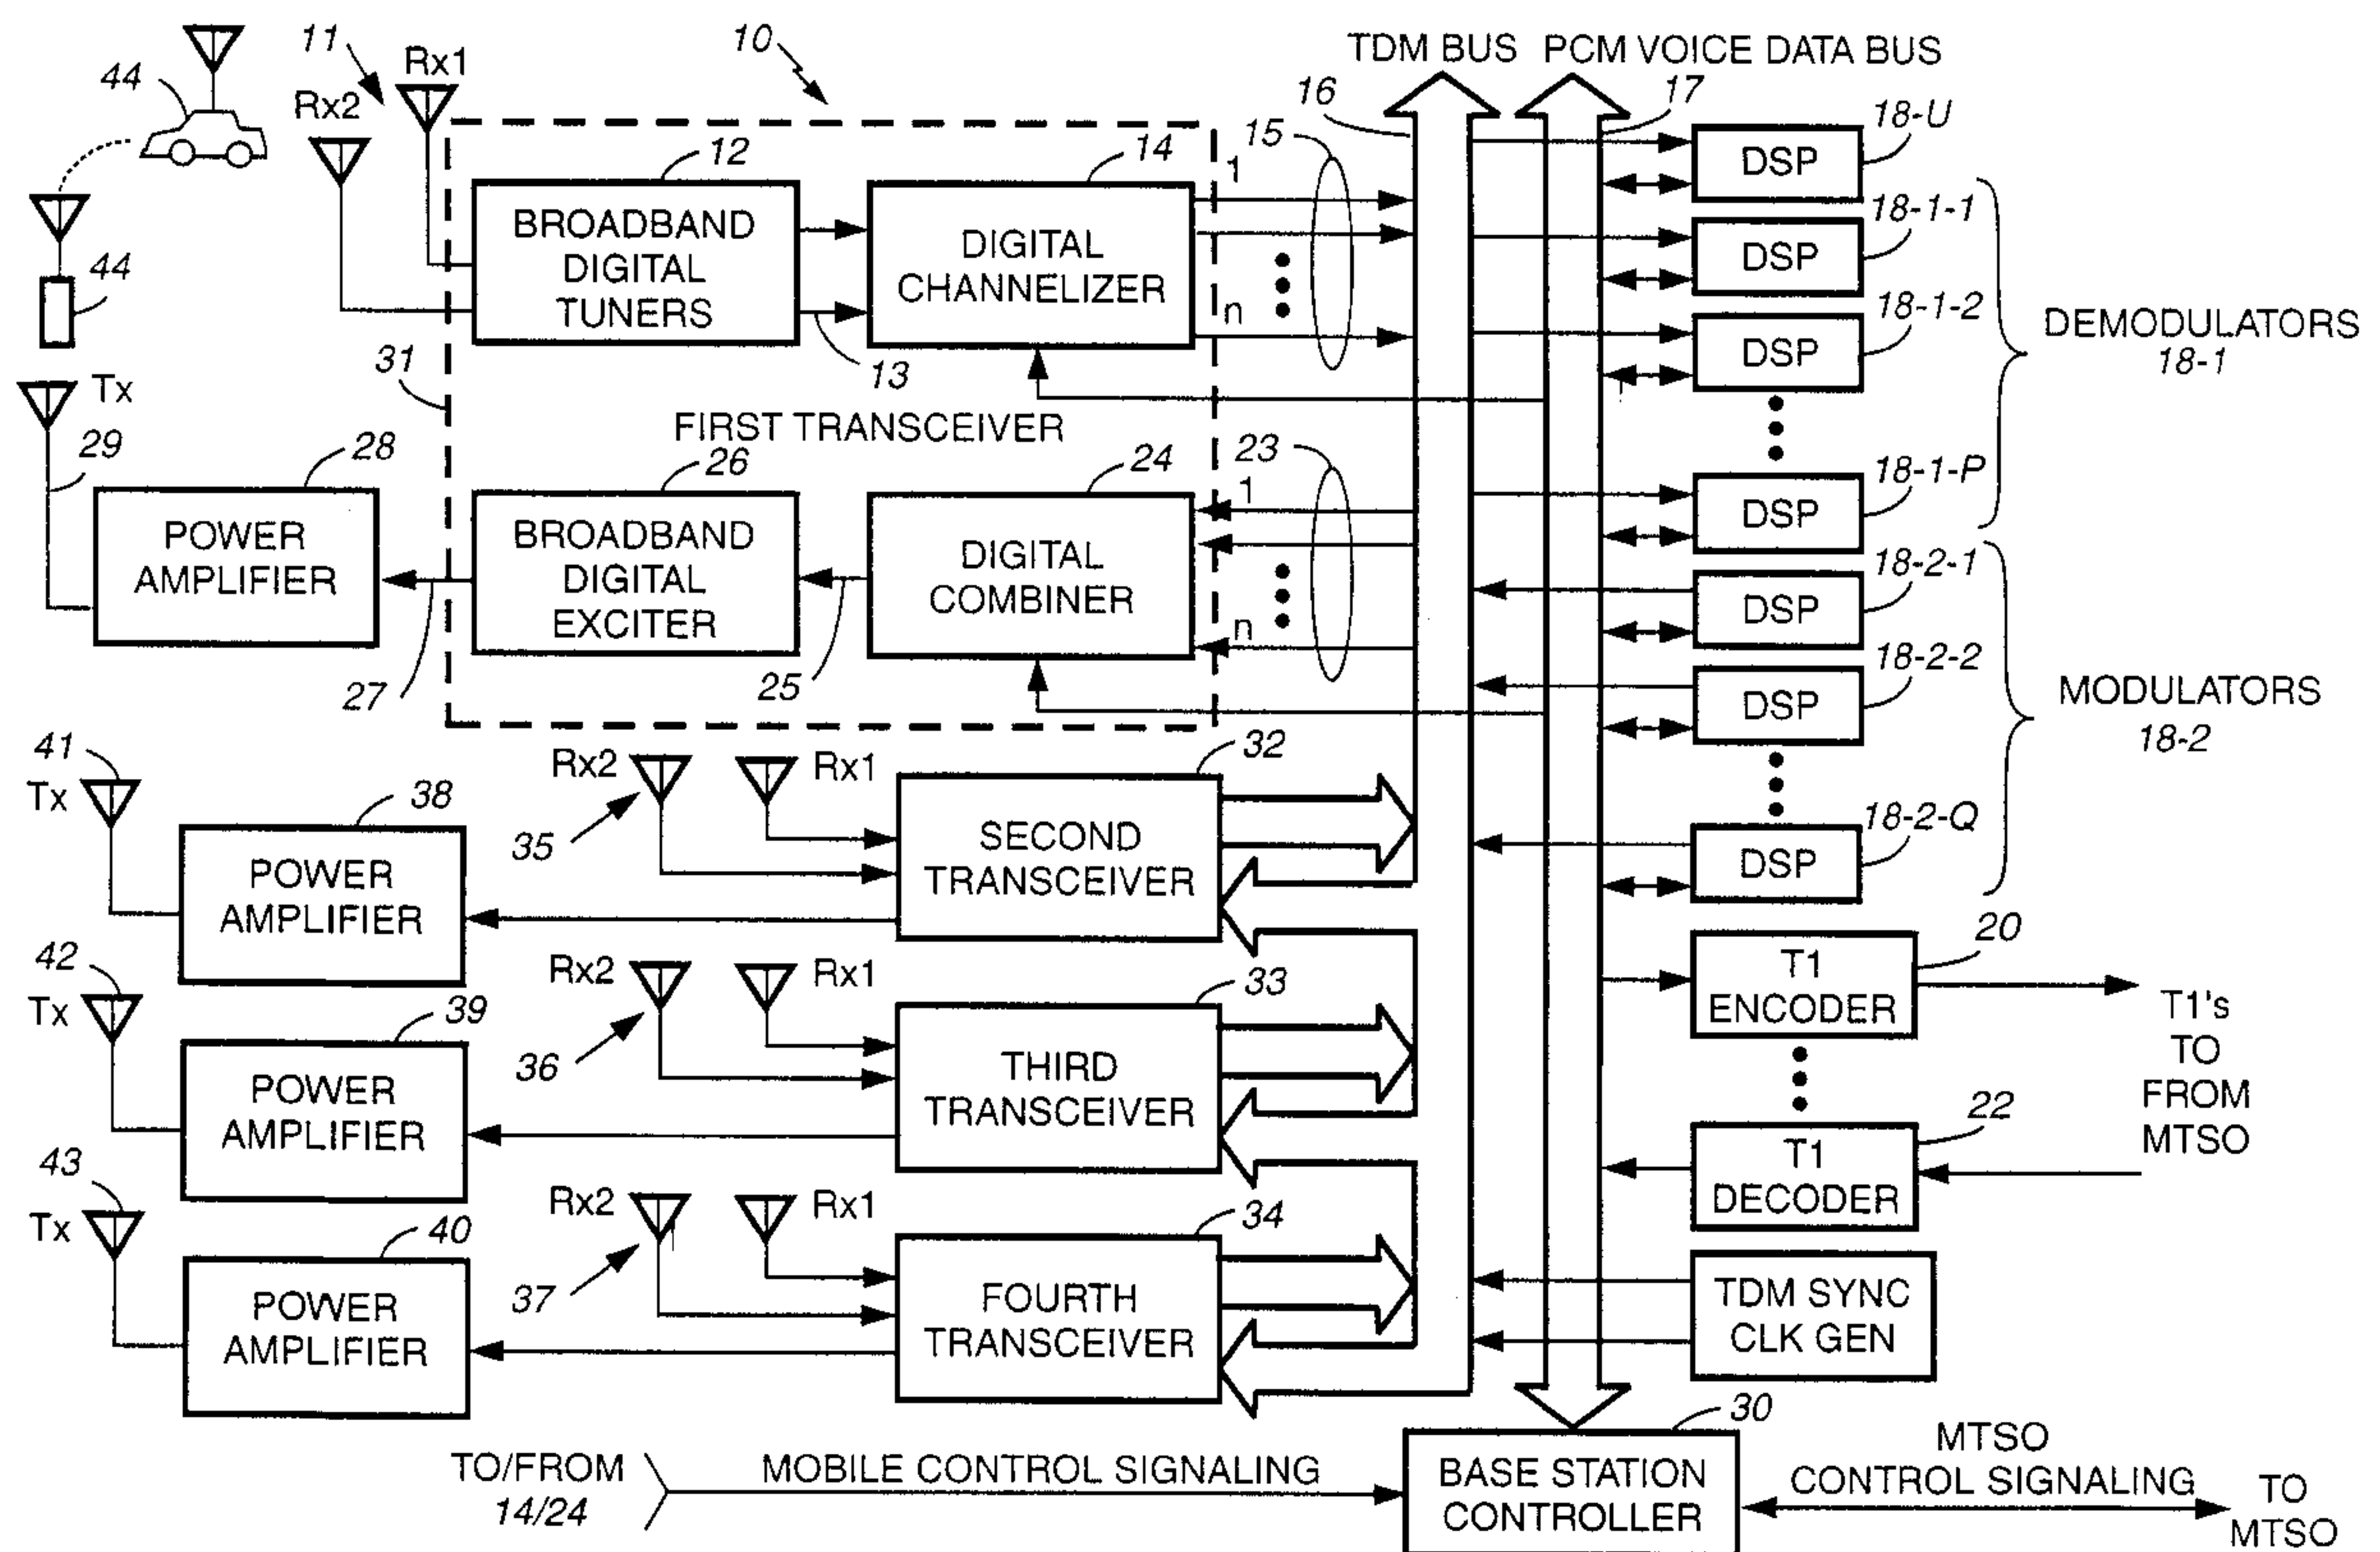 11
Rx1
10
TDM BUS
PCM VOICE DATA BUS
44
Rx2
16
17
15
12
14
1
18-U
DSP
BROADBAND
DIGITAL
TUNERS
DIGITAL
CHANNELIZER
18-1-1
DSP
44
n
18-1-2
DSP
DEMODULATORS
18-1
31
13
Tx
FIRST TRANSCEIVER
29
28
26
24
23
18-1-P
DSP
1
POWER
AMPLIFIER
BROADBAND
DIGITAL
EXCITER
DIGITAL
COMBINER
18-2-1
DSP
n
27
25
18-2-2
DSP
MODULATORS
18-2
41
Tx
38
Rx2
Rx1
32
35
18-2-Q
DSP
POWER
AMPLIFIER
SECOND
TRANSCEIVER
20
T1
ENCODER
42
Tx
39
Rx2
Rx1
33
36
T1's
TO
FROM
MTSO
POWER
AMPLIFIER
THIRD
TRANSCEIVER
22
T1
DECODER
43
Tx
40
Rx2
Rx1
34
37
POWER
AMPLIFIER
FOURTH
TRANSCEIVER
TDM SYNC
CLK GEN
30
TO/FROM
14/24
MOBILE CONTROL SIGNALING
BASE STATION
CONTROLLER
MTSO
CONTROL SIGNALING
TO
MTSO